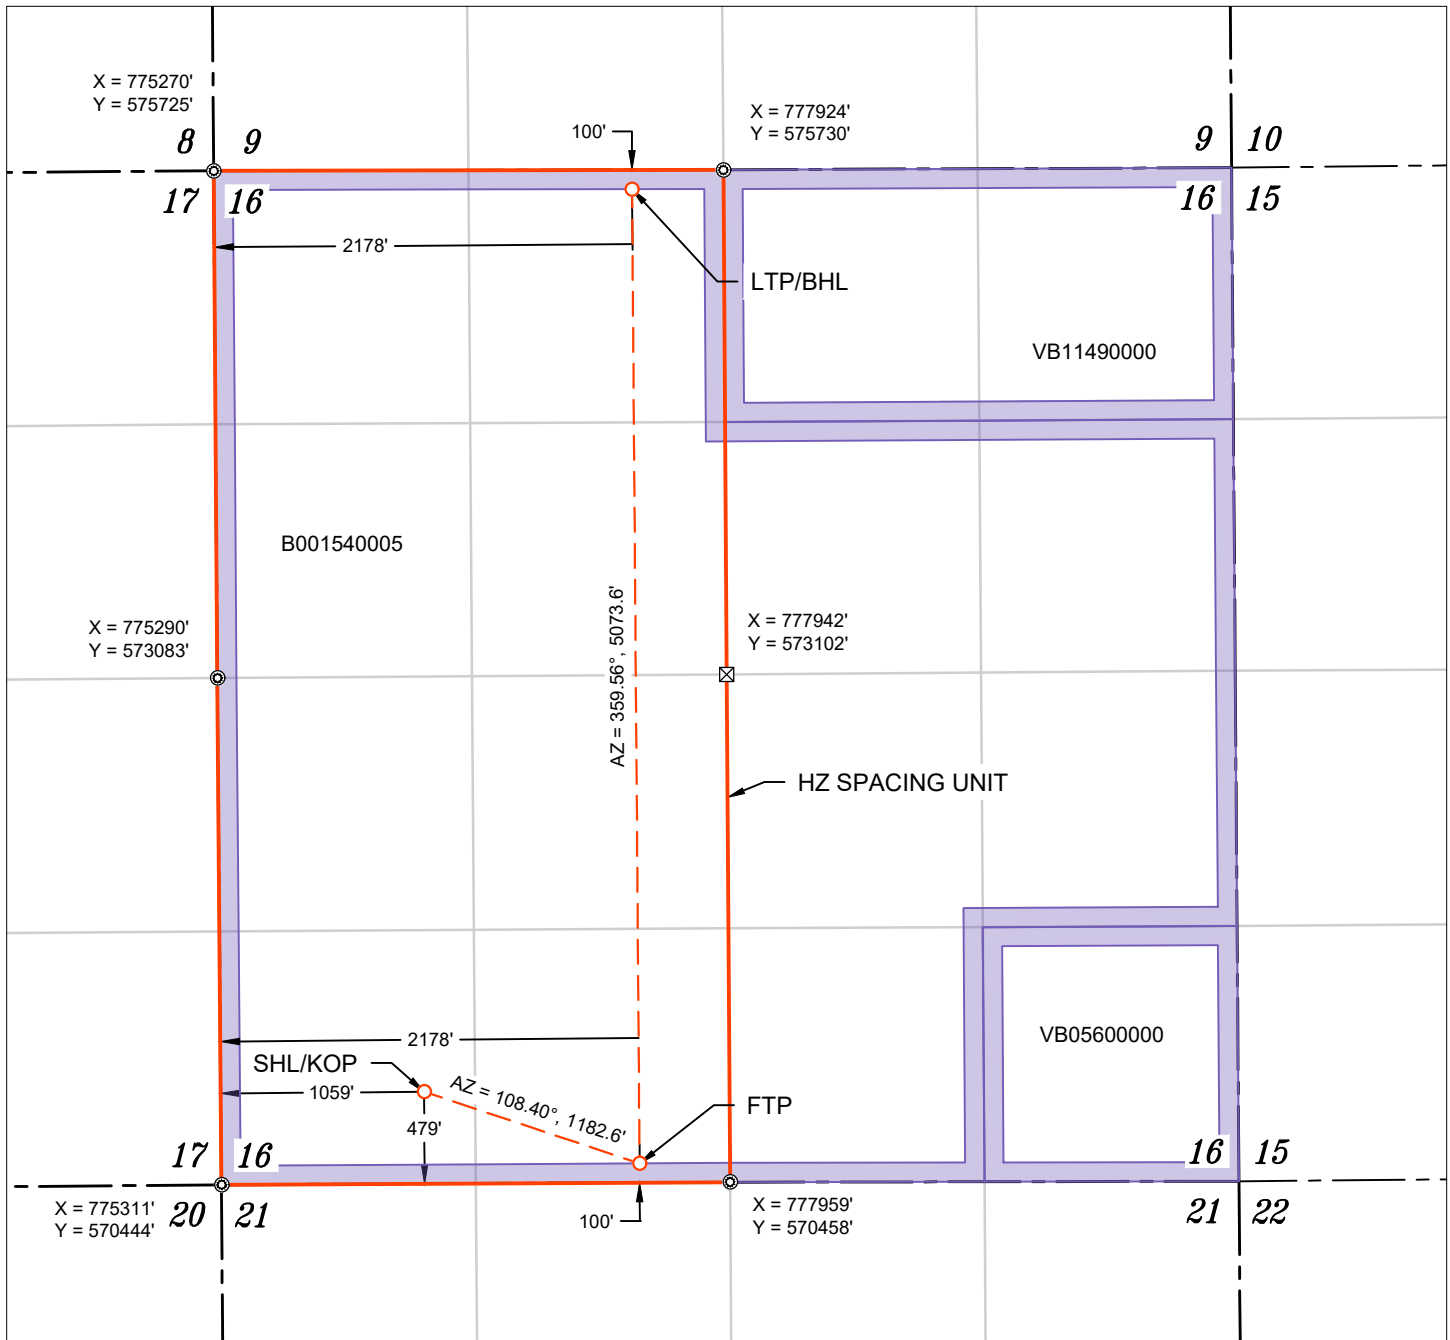 X = 775270'
Y = 575725'
X = 777924'
Y = 575730'
100'
8 9
9 10
17 16
16 15
2178'
LTP/BHL
VB11490000
B001540005
AZ = 359.56°, 5073.6'
X = 775290'
Y = 573083'
X = 777942'
Y = 573102'
HZ SPACING UNIT
2178'
VB05600000
SHL/KOP
1059'
AZ = 108.40°, 1182.6'
479'
FTP
17 16
16 15
X = 775311'
Y = 570444'
20 21
100'
X = 777959'
Y = 570458'
21 22